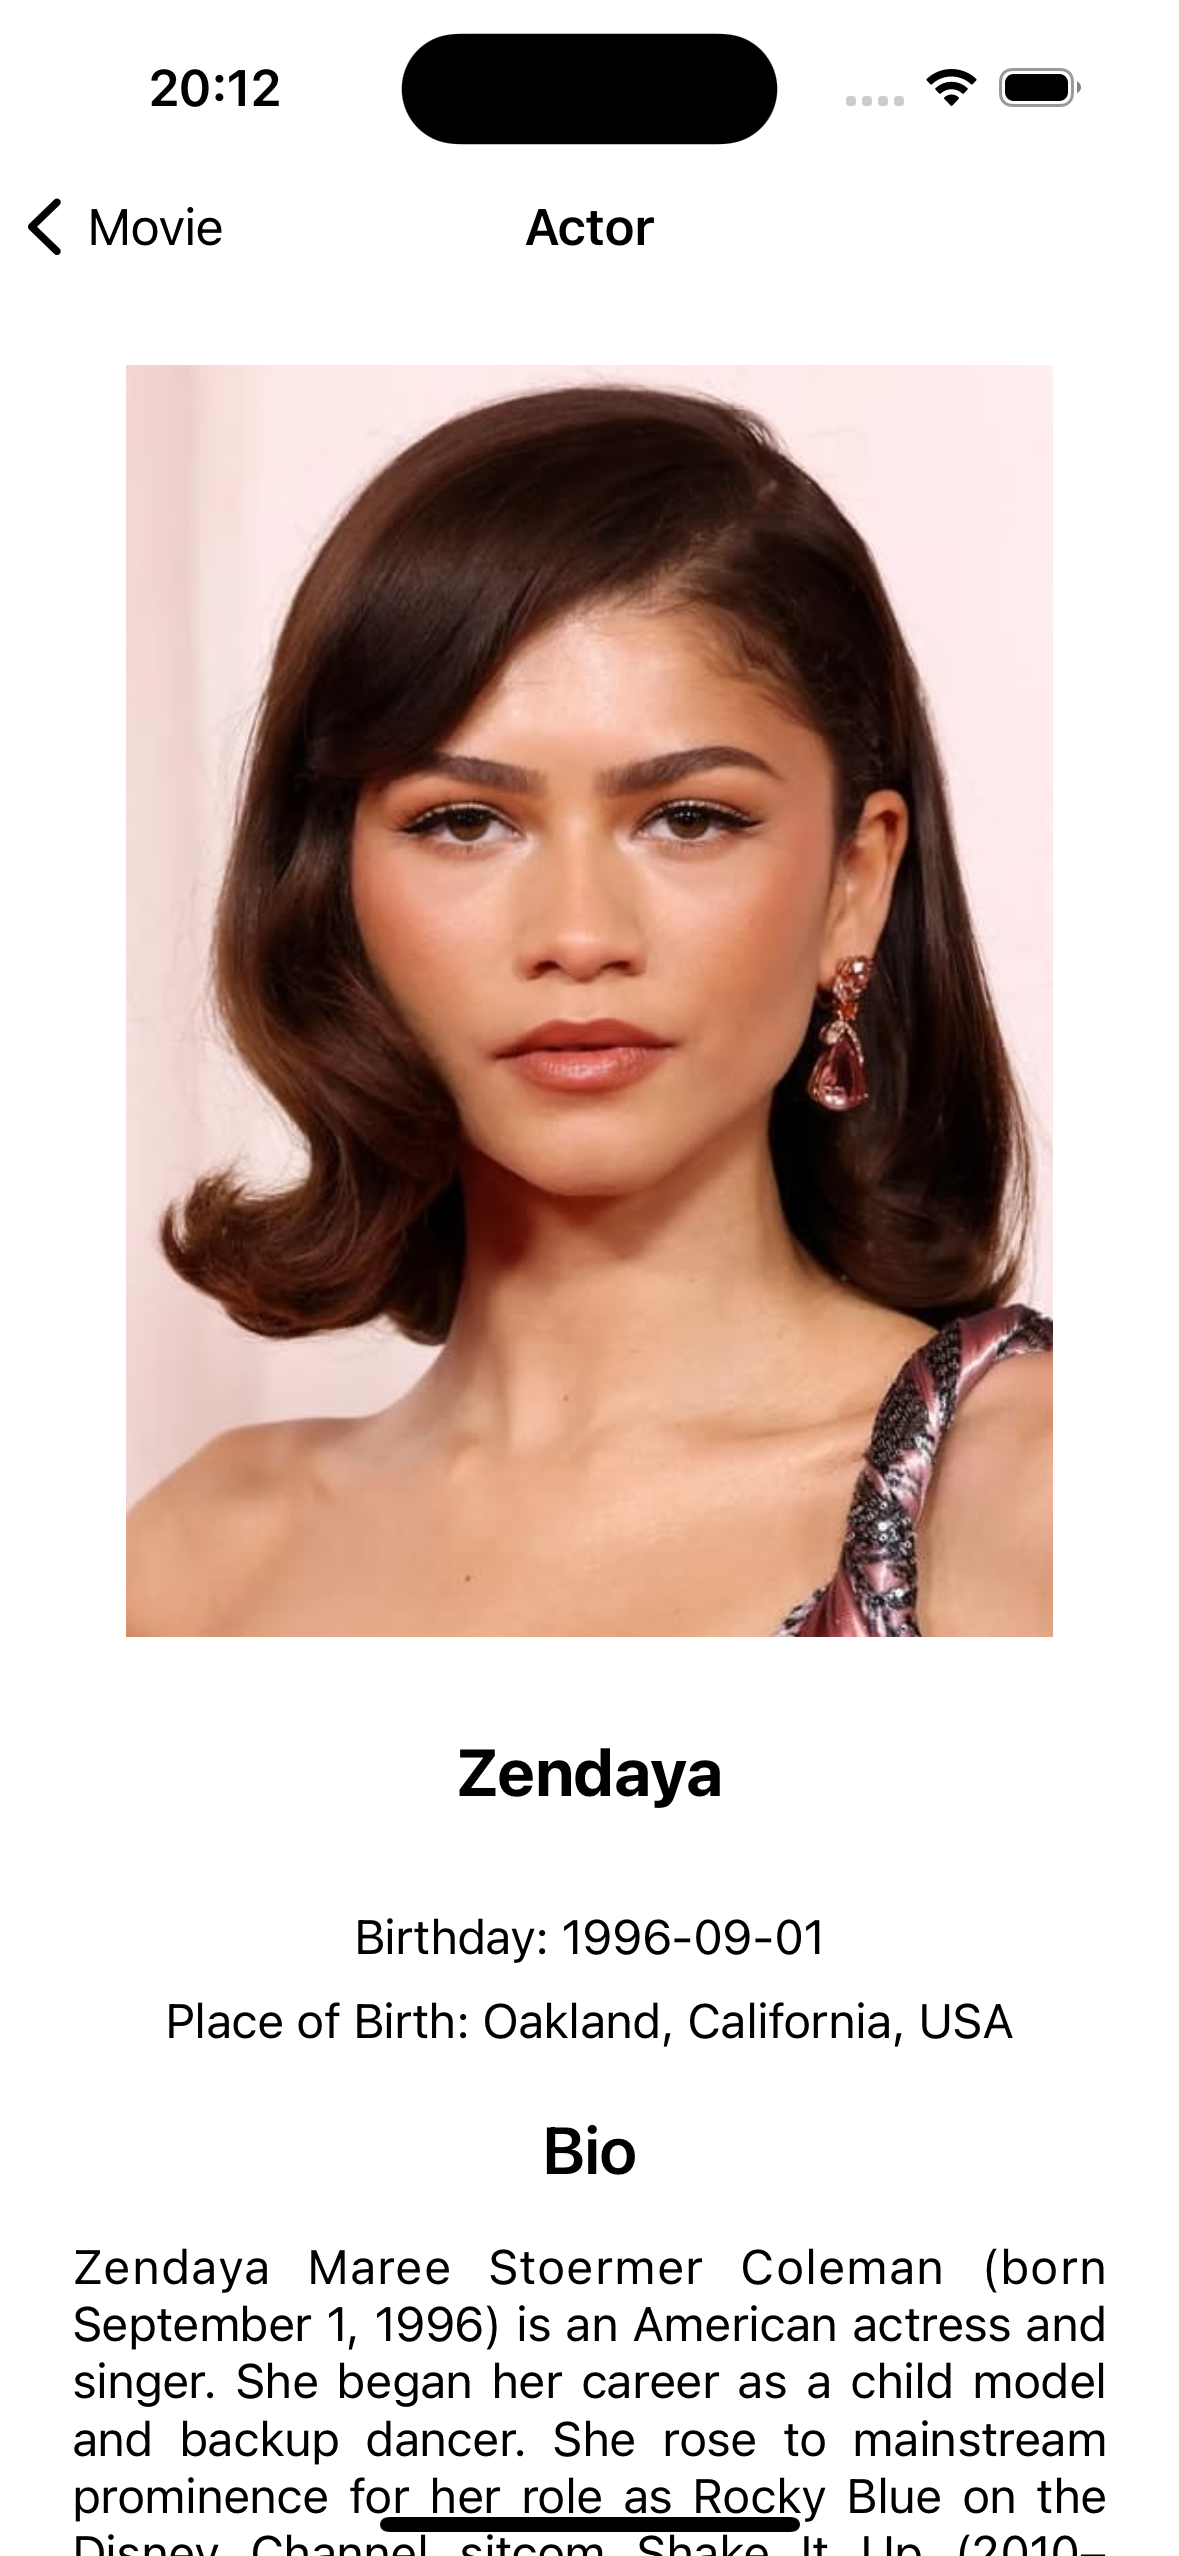 20:12
Movie
Actor
Zendaya
Birthday: 1996-09-01
Place of Birth: Oakland, California, USA
Bio
Zendaya Maree Stoermer Coleman (born
September 1, 1996) is an American actress and
singer. She began her career as a child model
and backup dancer. She rose to mainstream
prominence for her role as Rocky Blue on the
Disney Channel sitcom Shake It Up (2010–